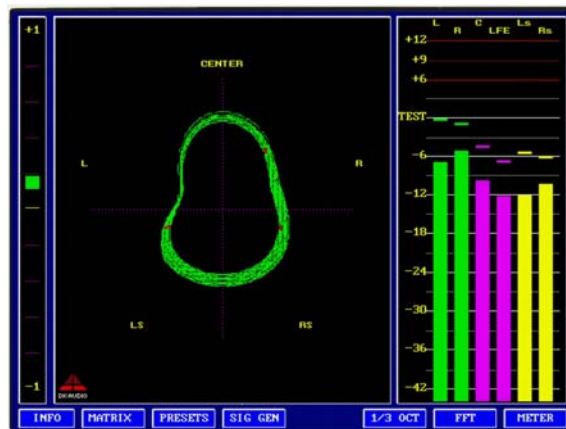 +1
CENTER
L
R
LS
RS
-1
DK-AUDIO
L
R
C
LFE
Ls
Rs
+12
+9
+6
TEST
-6
-12
-18
-24
-30
-36
-42
INFO
MATRIX
PRESETS
SIG GEN
1/3 OCT
FFT
METER